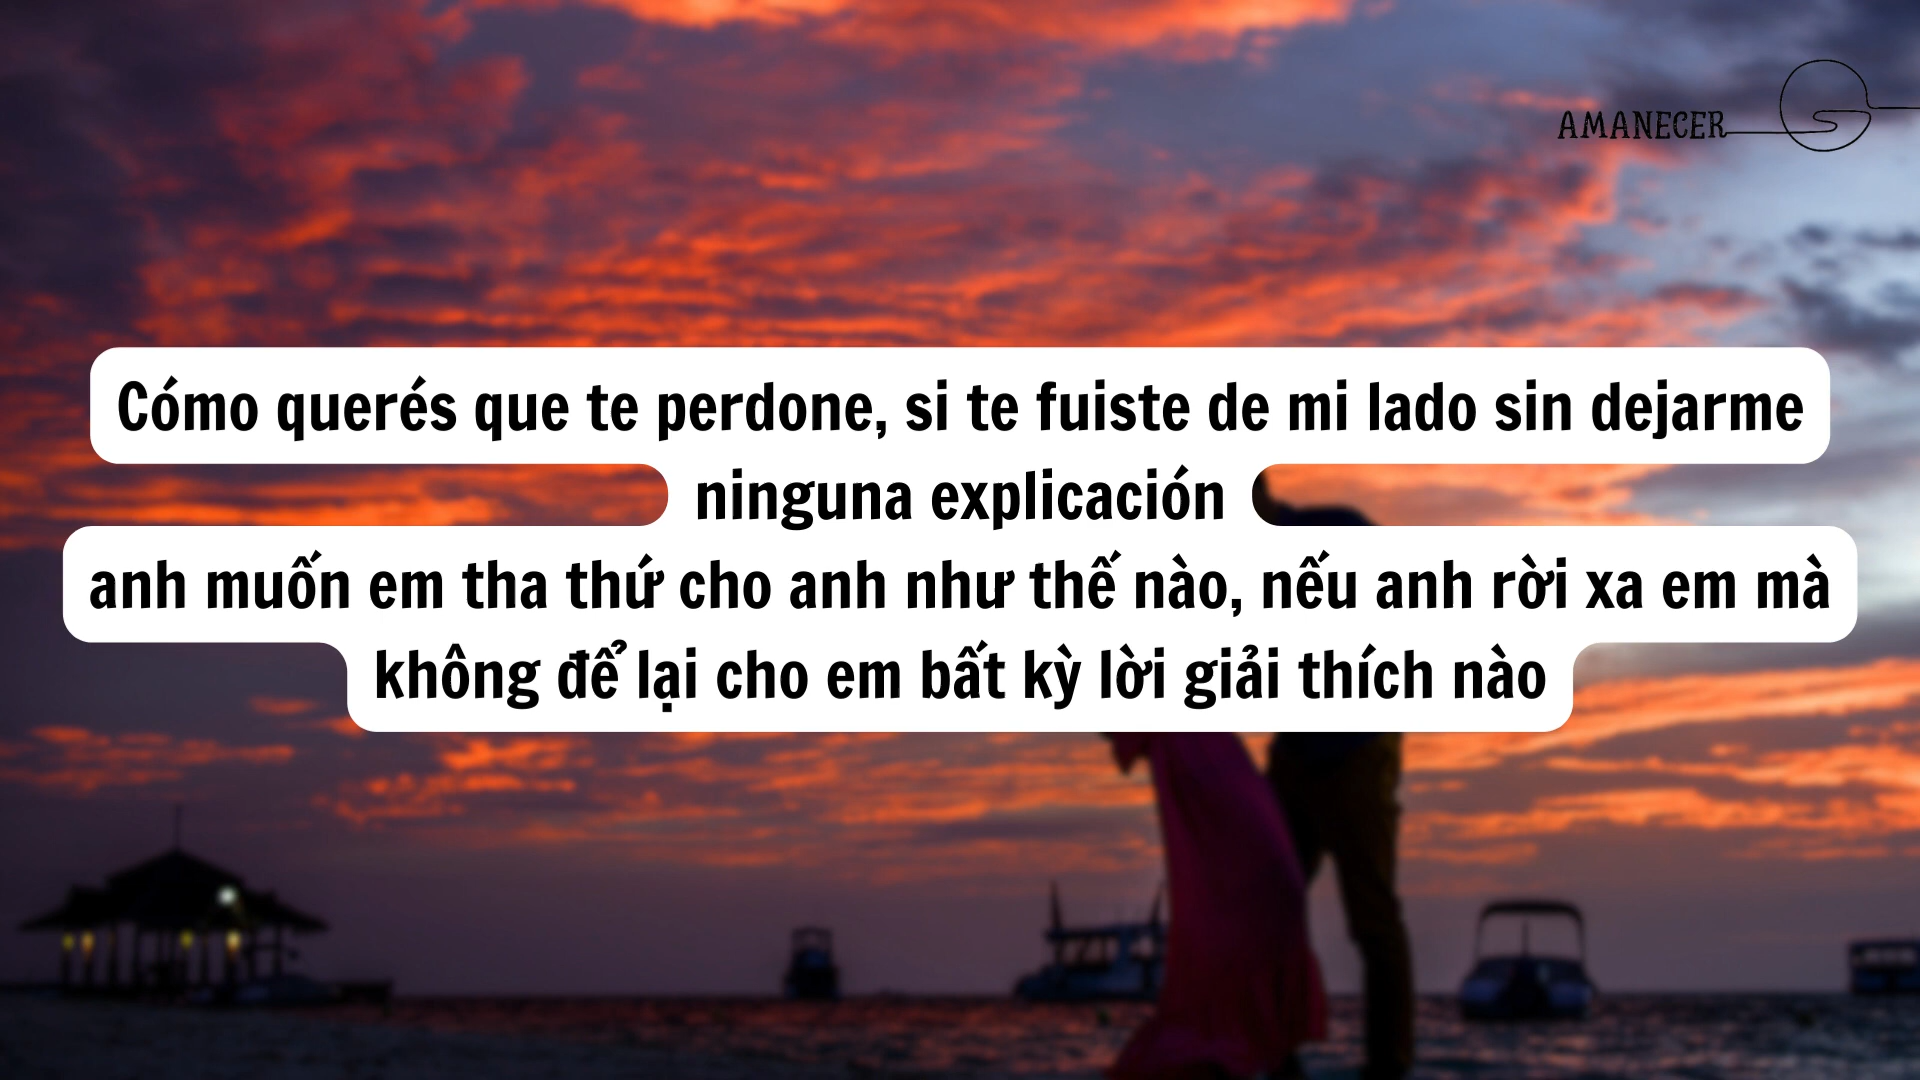 AMANECER
Cómo querés que te perdone, si te fuiste de mi lado sin dejarme
ninguna explicación
anh muốn em tha thứ cho anh như thế nào, nếu anh rời xa em mà
không để lại cho em bất kỳ lời giải thích nào